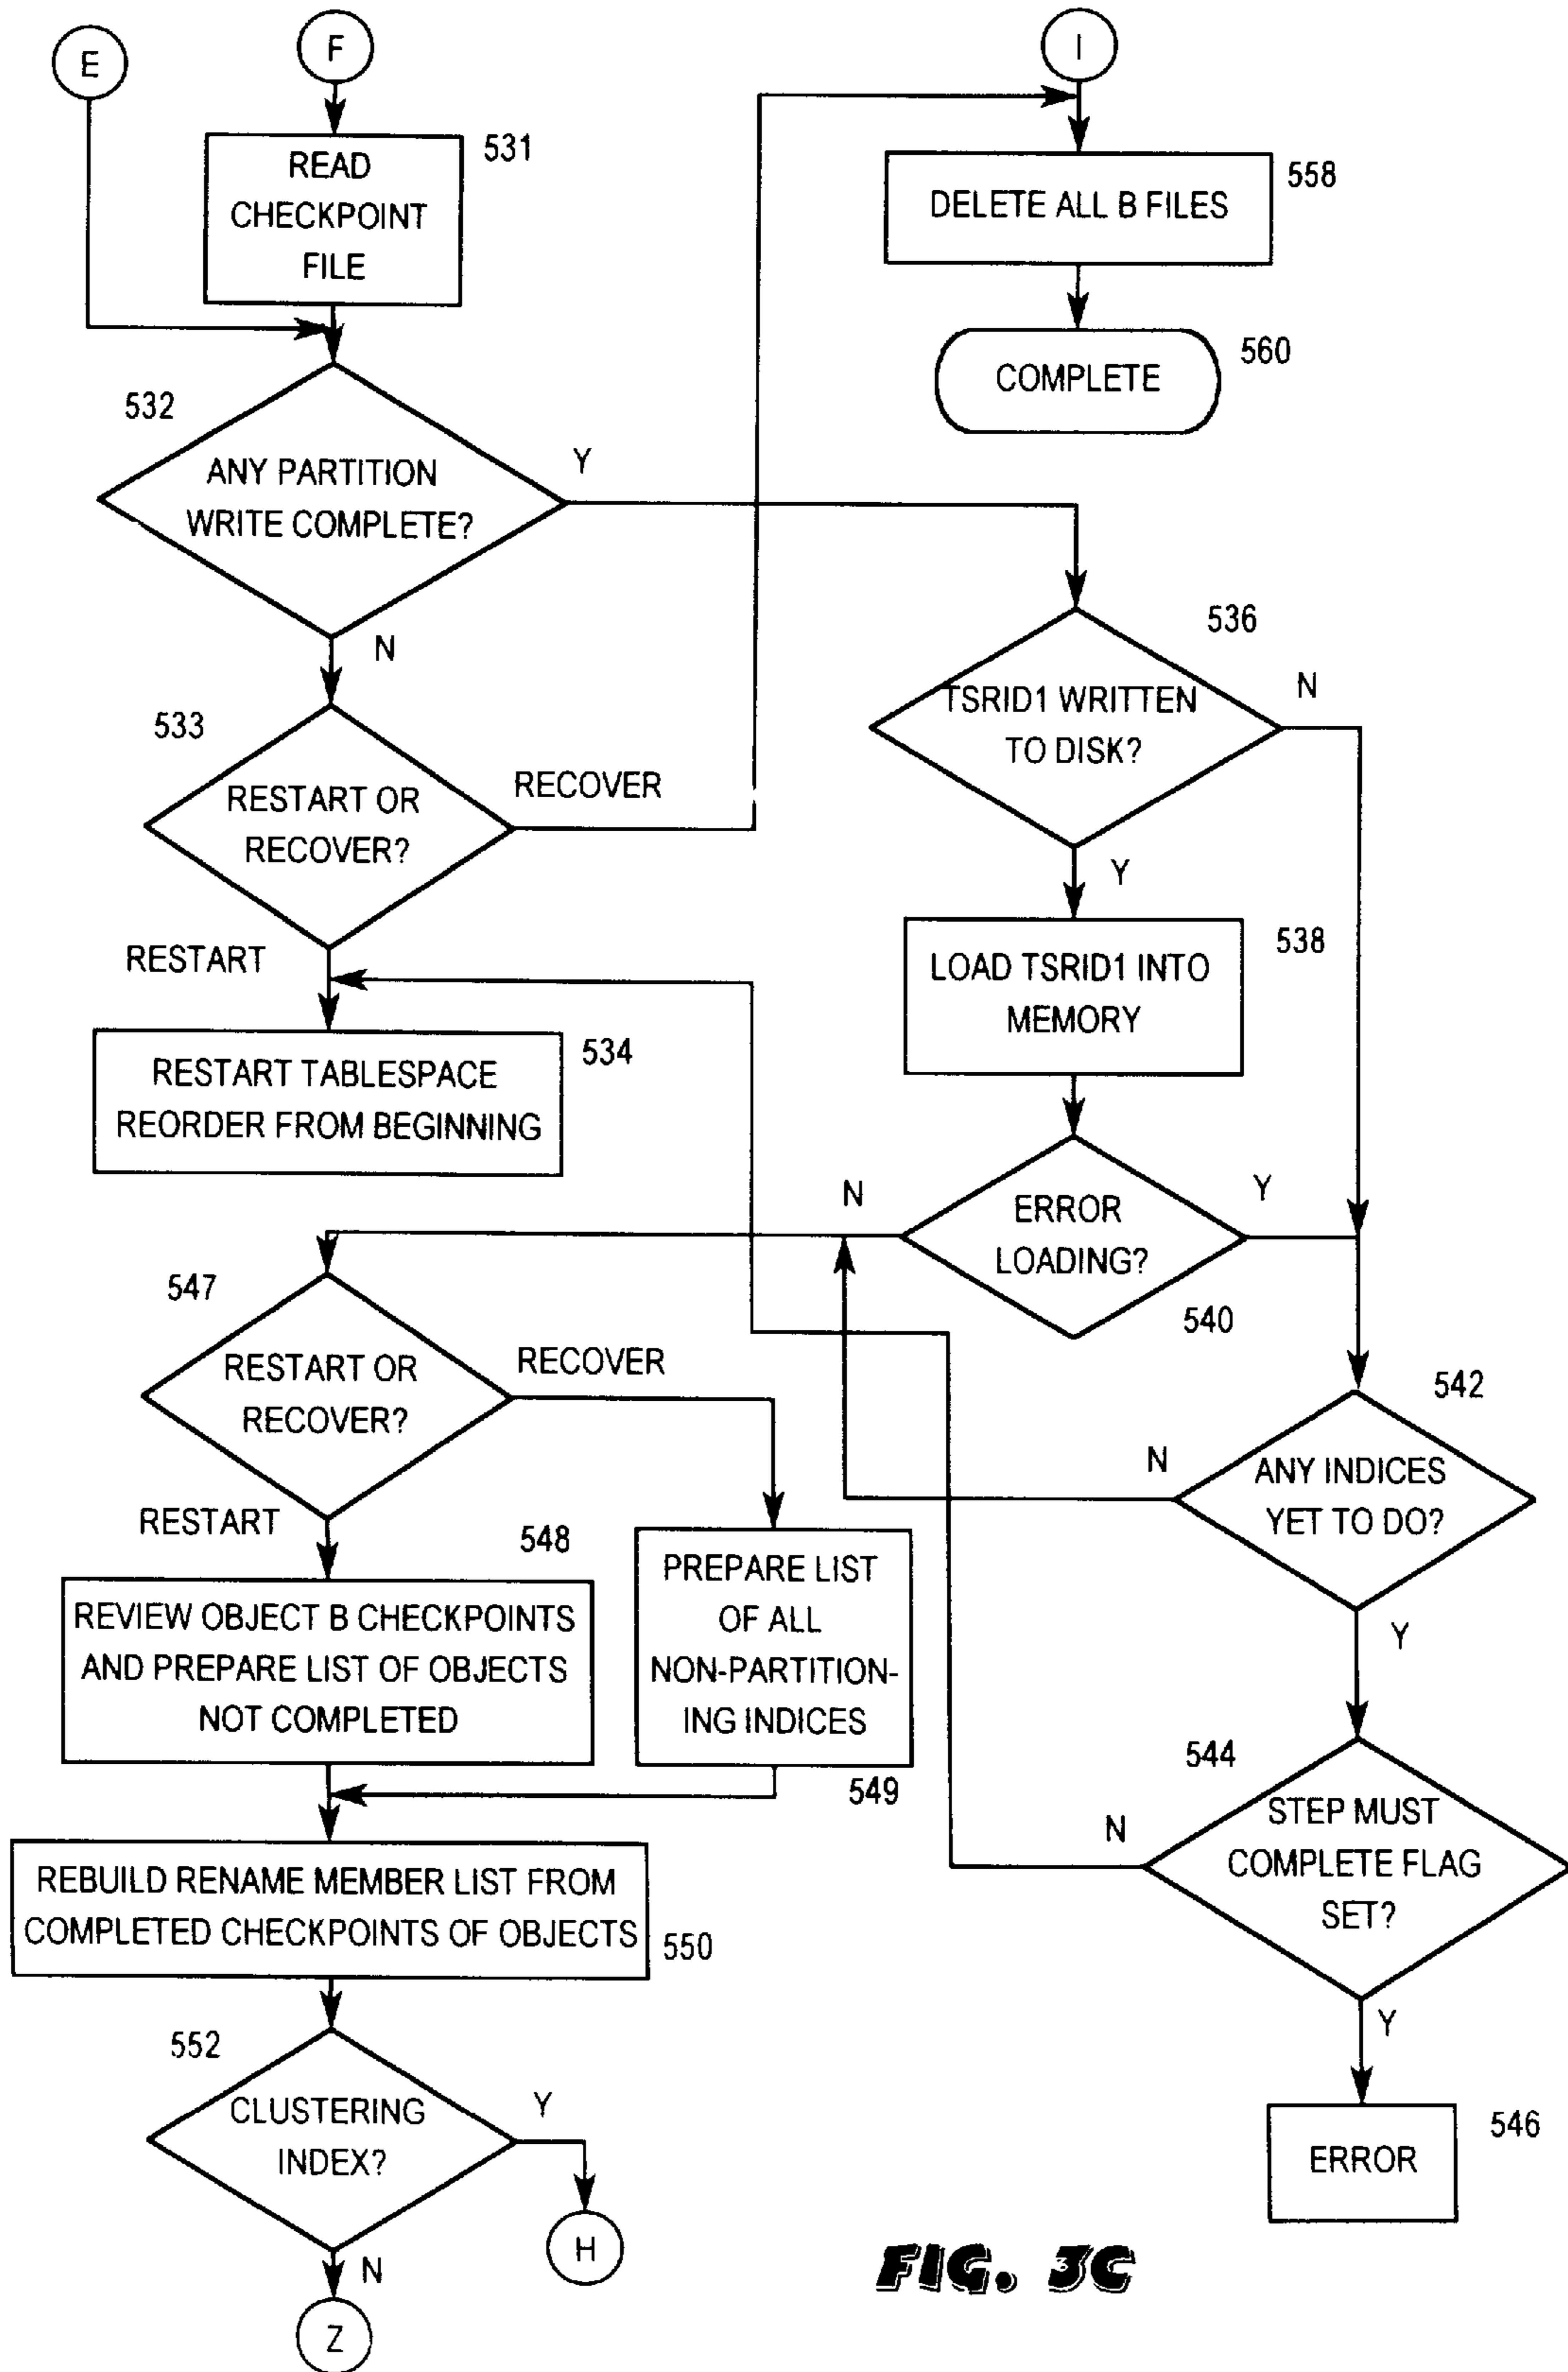 E
F
I
READ
CHECKPOINT
FILE
531
DELETE ALL B FILES
558
COMPLETE
560
532
ANY PARTITION
WRITE COMPLETE?
Y
N
536
TSRID1 WRITTEN
TO DISK?
N
Y
533
RESTART OR
RECOVER?
RECOVER
RESTART
538
LOAD TSRID1 INTO
MEMORY
534
RESTART TABLESPACE
REORDER FROM BEGINNING
N
ERROR
LOADING?
Y
540
547
RESTART OR
RECOVER?
RECOVER
RESTART
542
N
ANY INDICES
YET TO DO?
Y
548
REVIEW OBJECT B CHECKPOINTS
AND PREPARE LIST OF OBJECTS
NOT COMPLETED
PREPARE LIST
OF ALL
NON-PARTITION-
ING INDICES
549
544
N
STEP MUST
COMPLETE FLAG
SET?
Y
REBUILD RENAME MEMBER LIST FROM
COMPLETED CHECKPOINTS OF OBJECTS
550
552
CLUSTERING
INDEX?
Y
N
H
Z
ERROR
546
FIG. 3C